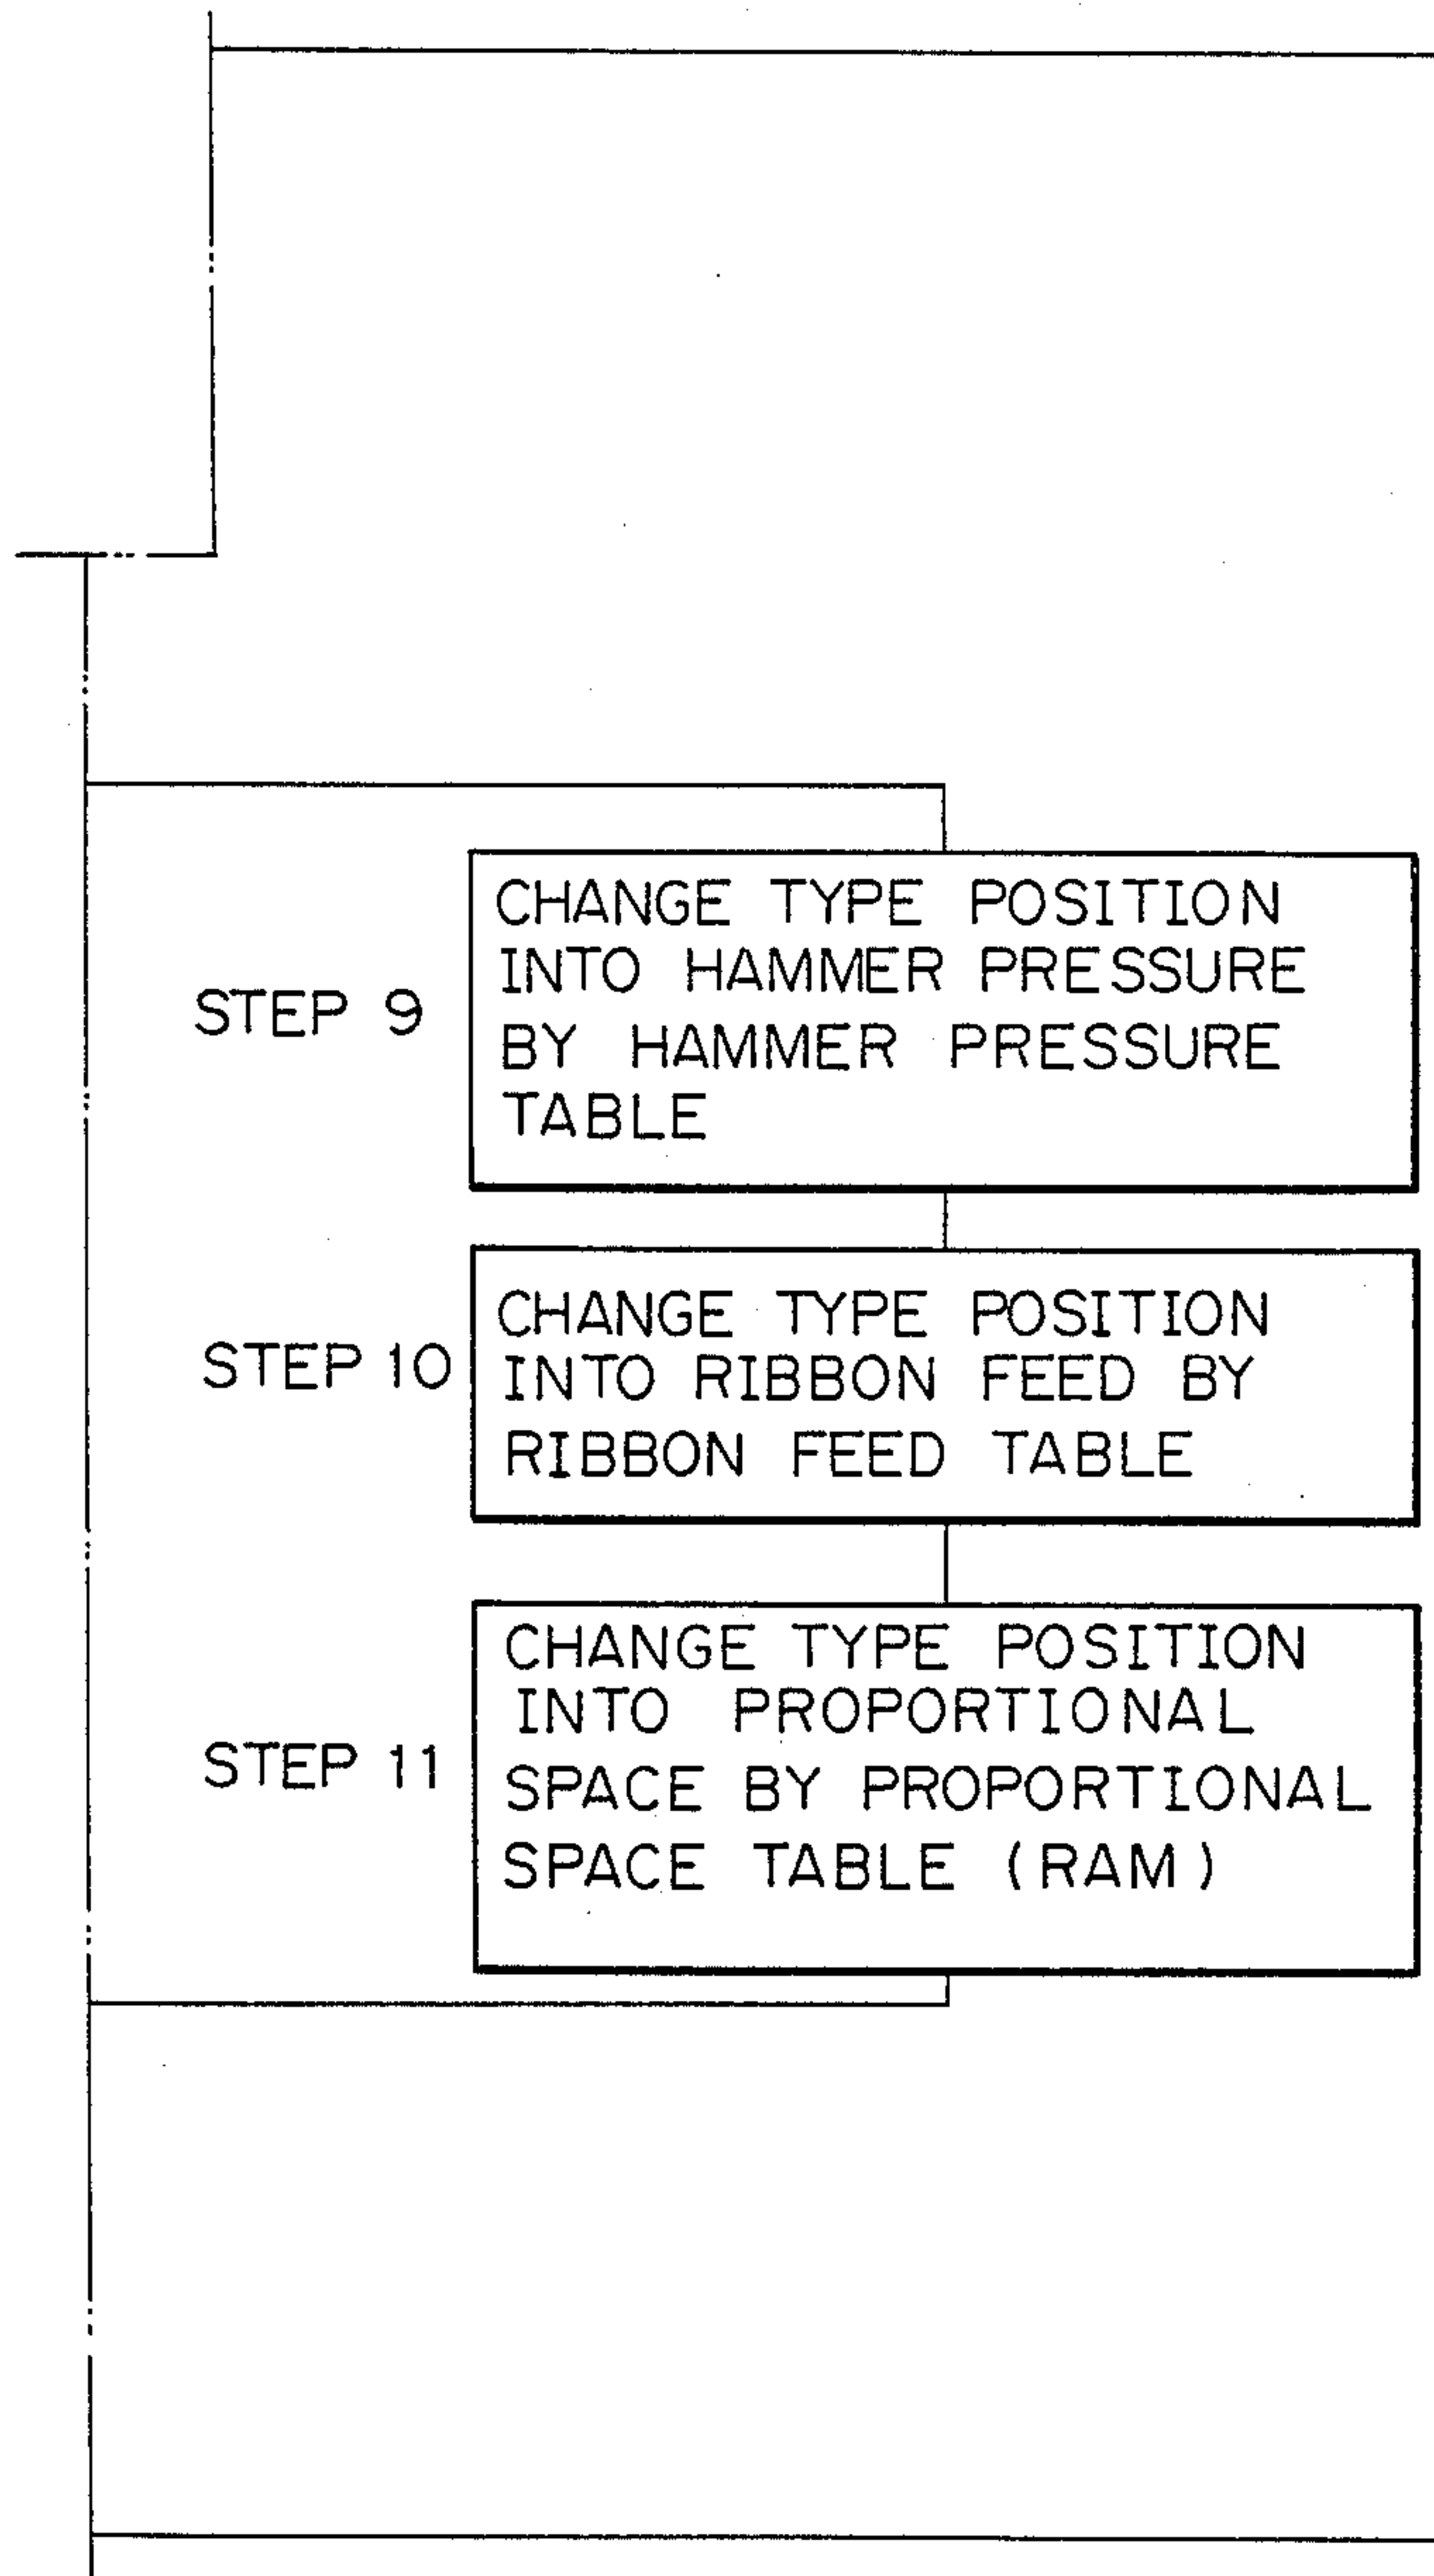 STEP 9
CHANGE TYPE POSITION
INTO HAMMER PRESSURE
BY HAMMER PRESSURE
TABLE
STEP 10
CHANGE TYPE POSITION
INTO RIBBON FEED BY
RIBBON FEED TABLE
STEP 11
CHANGE TYPE POSITION
INTO PROPORTIONAL
SPACE BY PROPORTIONAL
SPACE TABLE (RAM)